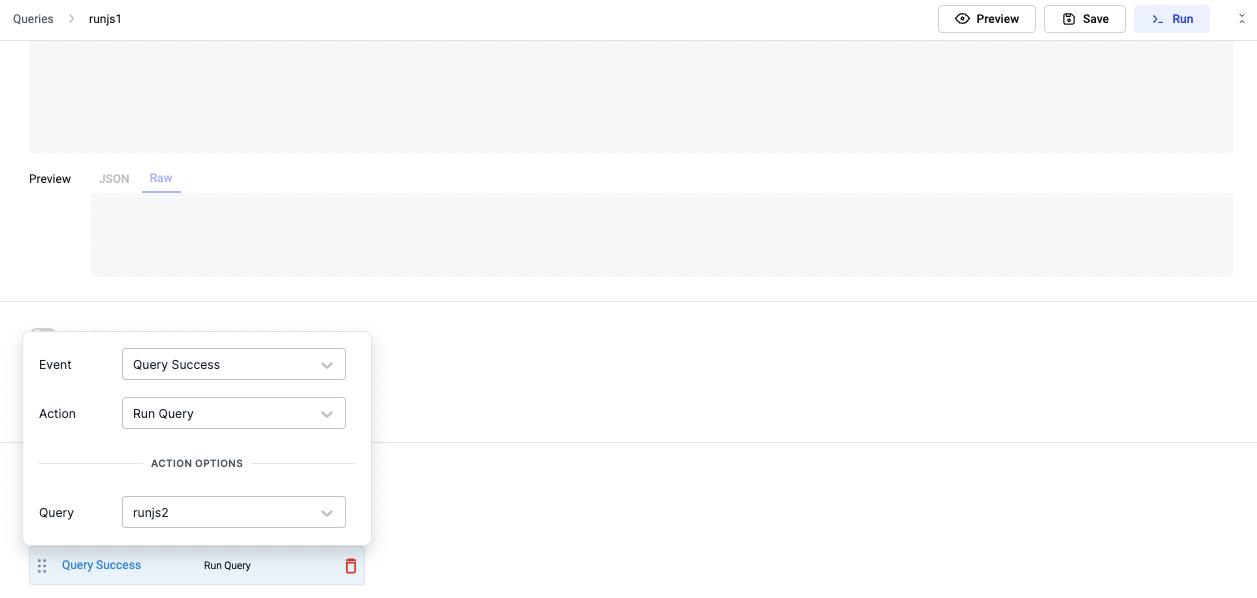 Queries > runjs1
Preview
Save
Run
Preview
JSON
Raw
Event
Query Success
Action
Run Query
ACTION OPTIONS
Query
runjs2
Query Success
Run Query